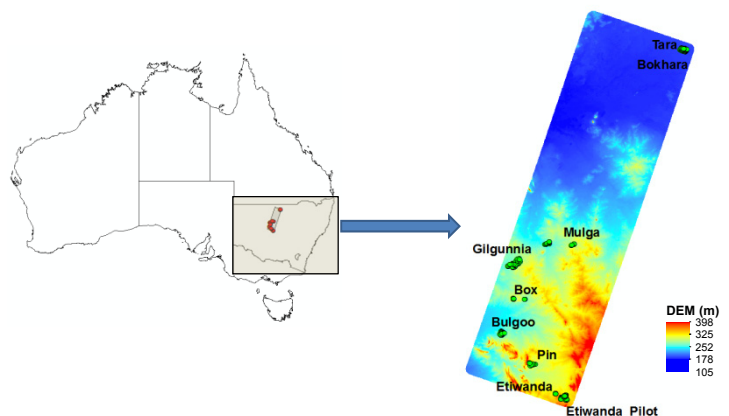 Tara
Bokhara
Mulga
Gilgunnia
Box
Bulgoo
Pin
Etiwanda
Etiwanda Pilot
DEM (m)
398
325
252
178
105